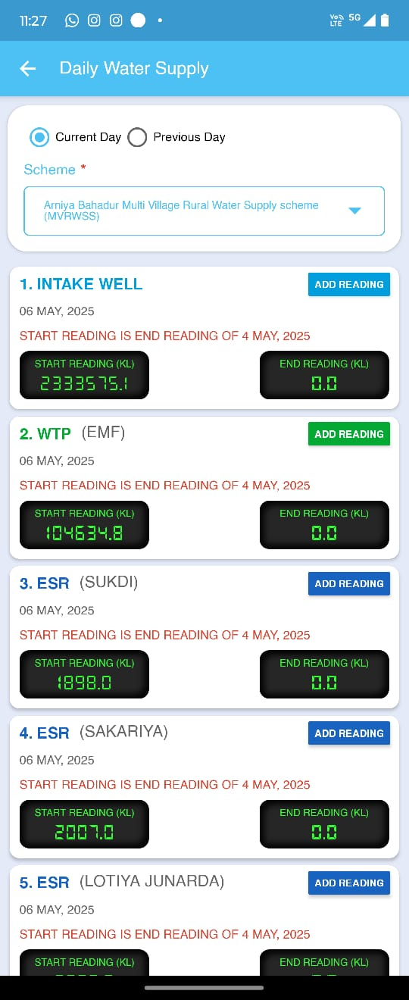 11:27
Vo)) LTE 5G
Daily Water Supply
Current Day Previous Day
Scheme *
Arniya Bahadur Multi Village Rural Water Supply scheme
(MVRWSS)
1. INTAKE WELL ADD READING
06 MAY, 2025
START READING IS END READING OF 4 MAY, 2025
START READING (KL) END READING (KL)
2333575.1 0.0
2. WTP (EMF) ADD READING
06 MAY, 2025
START READING IS END READING OF 4 MAY, 2025
START READING (KL) END READING (KL)
104634.8 0.0
3. ESR (SUKDI) ADD READING
06 MAY, 2025
START READING IS END READING OF 4 MAY, 2025
START READING (KL) END READING (KL)
1898.0 0.0
4. ESR (SAKARIYA) ADD READING
06 MAY, 2025
START READING IS END READING OF 4 MAY, 2025
START READING (KL) END READING (KL)
2007.0 0.0
5. ESR (LOTIYA JUNARDA) ADD READING
06 MAY, 2025
START READING IS END READING OF 4 MAY, 2025
START READING (KL) END READING (KL)